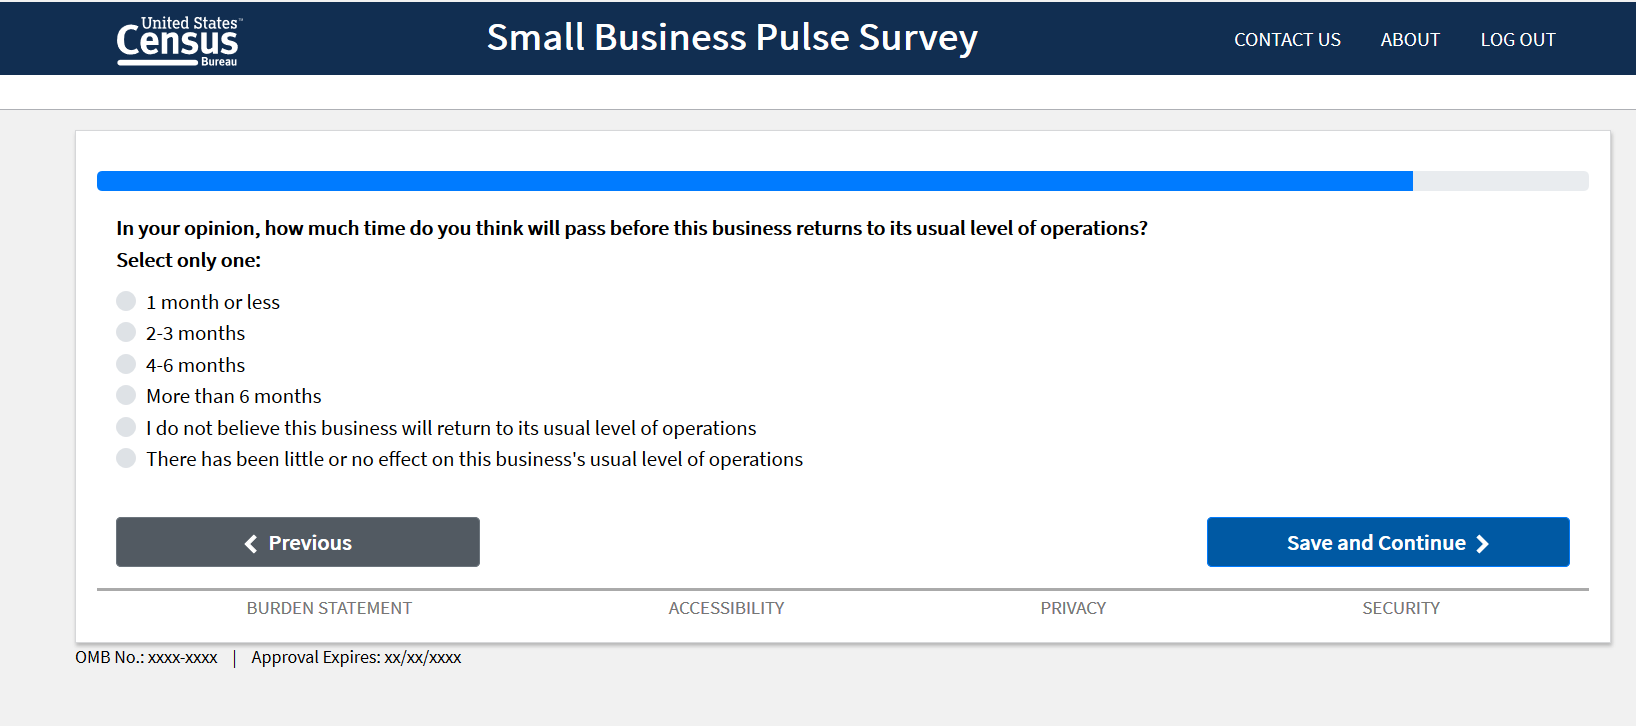 United States™
Census
Bureau
Small Business Pulse Survey
CONTACT US
ABOUT
LOG OUT
In your opinion, how much time do you think will pass before this business returns to its usual level of operations?
Select only one:
1 month or less
2-3 months
4-6 months
More than 6 months
I do not believe this business will return to its usual level of operations
There has been little or no effect on this business's usual level of operations
Previous
Save and Continue
BURDEN STATEMENT
ACCESSIBILITY
PRIVACY
SECURITY
OMB No.: xxxx-xxxx | Approval Expires: xx/xx/xxxx